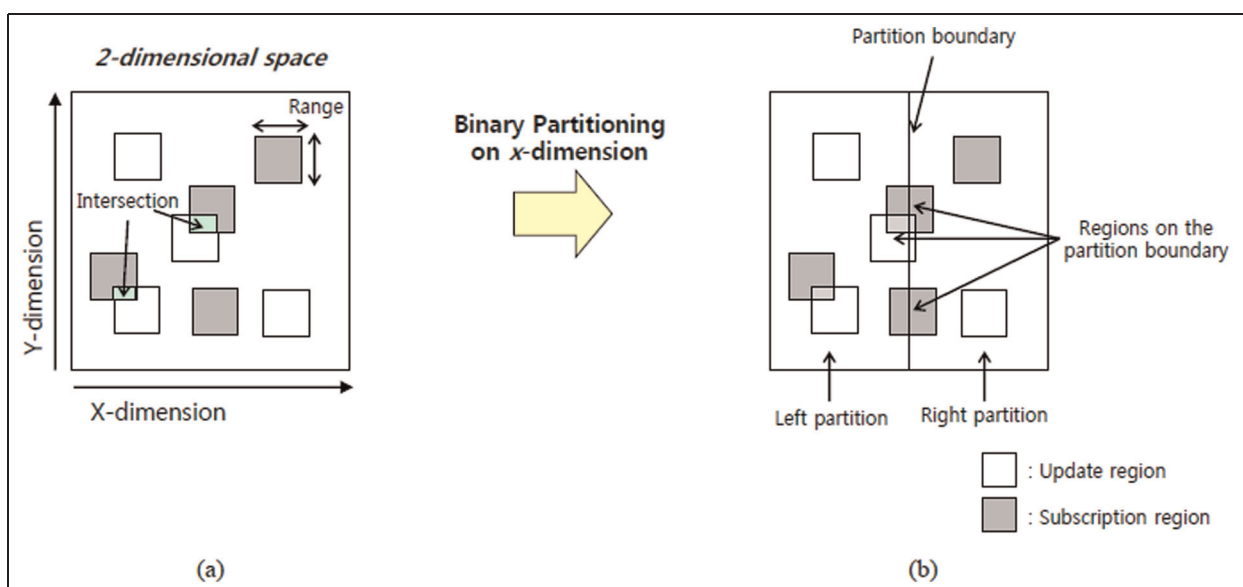 2-dimensional space
Range
Intersection
Y-dimension
X-dimension
(a)
Binary Partitioning
on x-dimension
Partition boundary
Regions on the
partition boundary
Left partition
Right partition
: Update region
: Subscription region
(b)